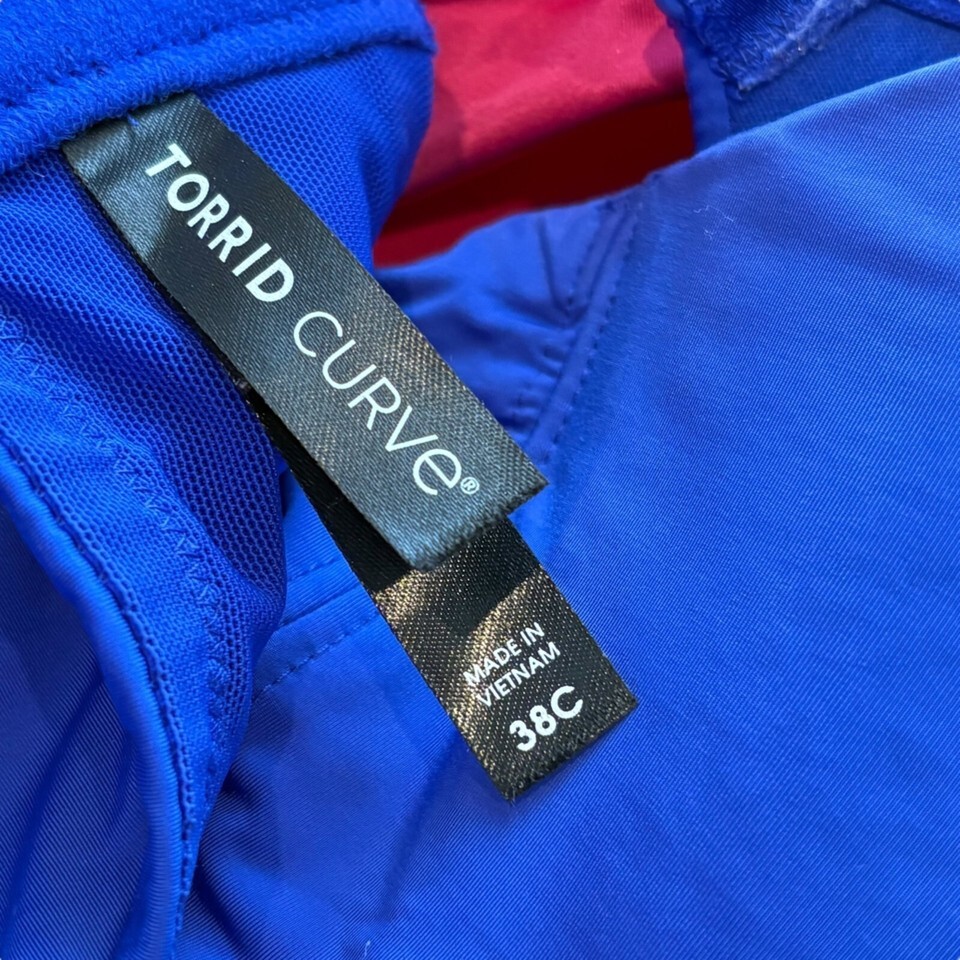 TORRID CURVE®
MADE IN
VIETNAM
38C